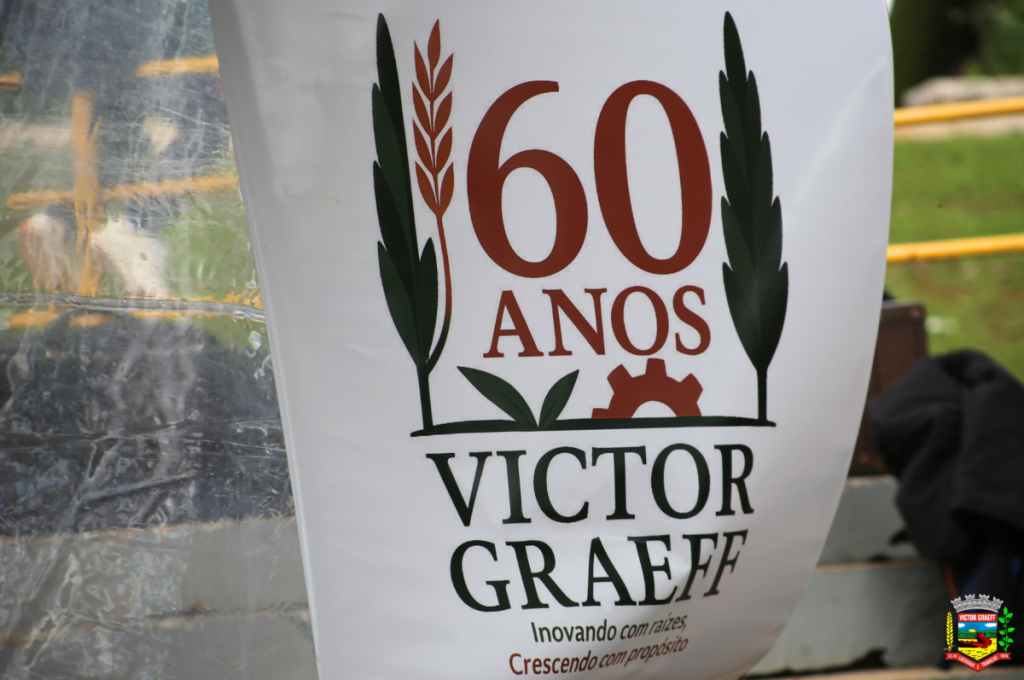 60
ANOS
VICTOR
GRAEFF
Inovando com raízes,
Crescendo com propósito
VICTOR GRAEFF